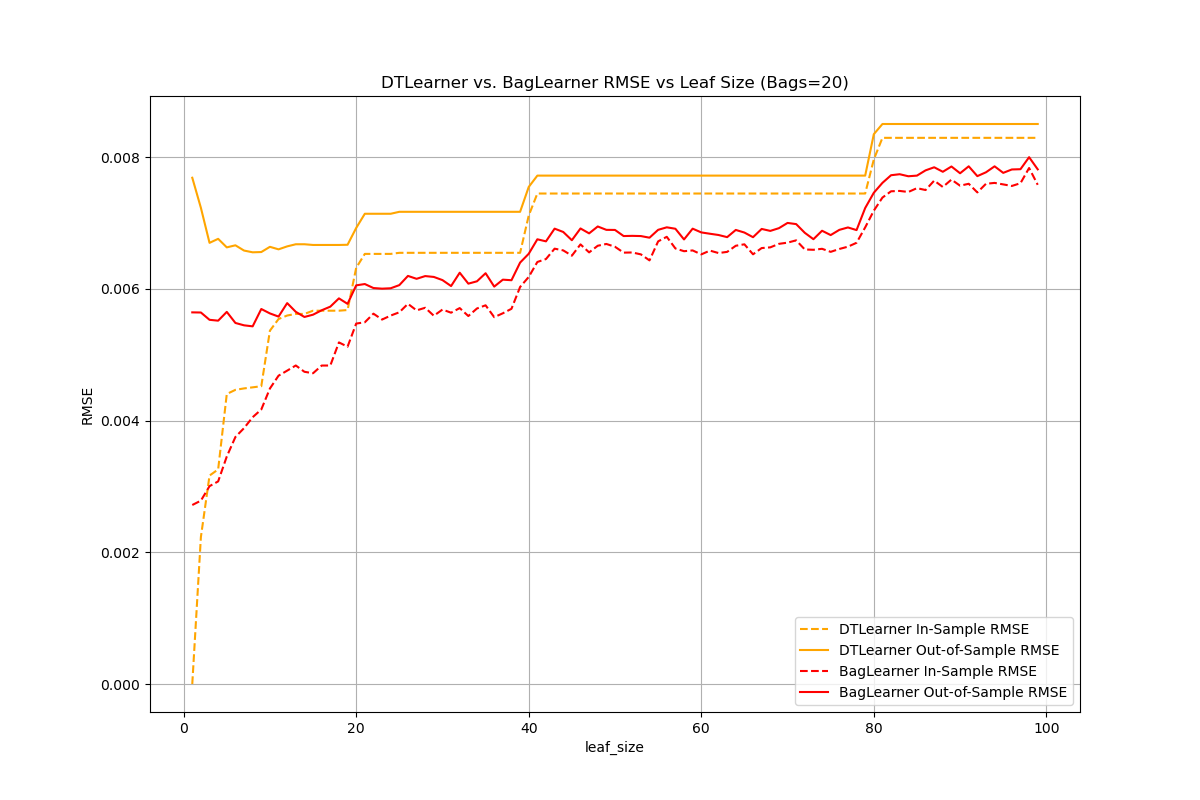 DTLearner vs. BagLearner RMSE vs Leaf Size (Bags=20)
0.008
0.006
0.004
0.002
0.000
RMSE
0
20
40
60
80
100
leaf_size
DTLearner In-Sample RMSE
DTLearner Out-of-Sample RMSE
BagLearner In-Sample RMSE
BagLearner Out-of-Sample RMSE